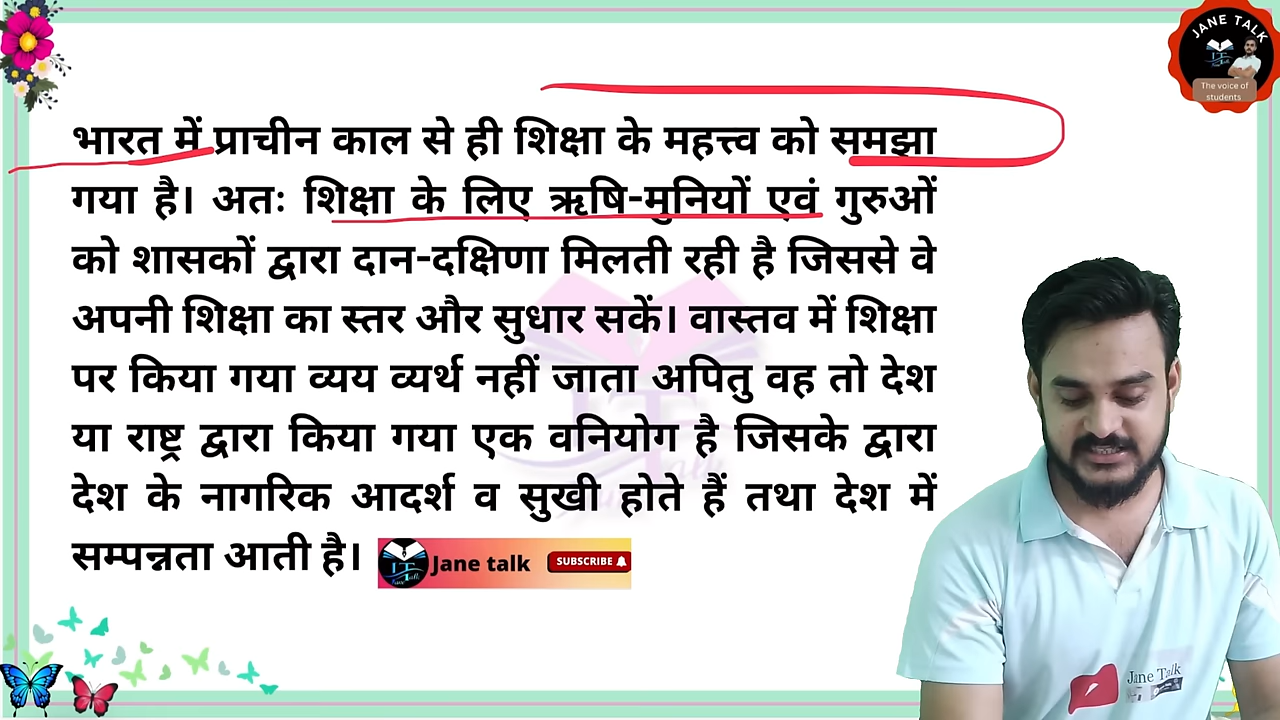 भारत में प्राचीन काल से ही शिक्षा के महत्त्व को समझा
गया है। अतः शिक्षा के लिए ऋषि-मुनियों एवं गुरुओं
को शासकों द्वारा दान-दक्षिणा मिलती रही है जिससे वे
अपनी शिक्षा का स्तर और सुधार सकें। वास्तव में शिक्षा
पर किया गया व्यय व्यर्थ नहीं जाता अपितु वह तो देश
या राष्ट्र द्वारा किया गया एक वनियोग है जिसके द्वारा
देश के नागरिक आदर्श व सुखी होते हैं तथा देश में
सम्पन्नता आती है।
Jane talk SUBSCRIBE
JANE TALK
The voice of
students
Jane Talk